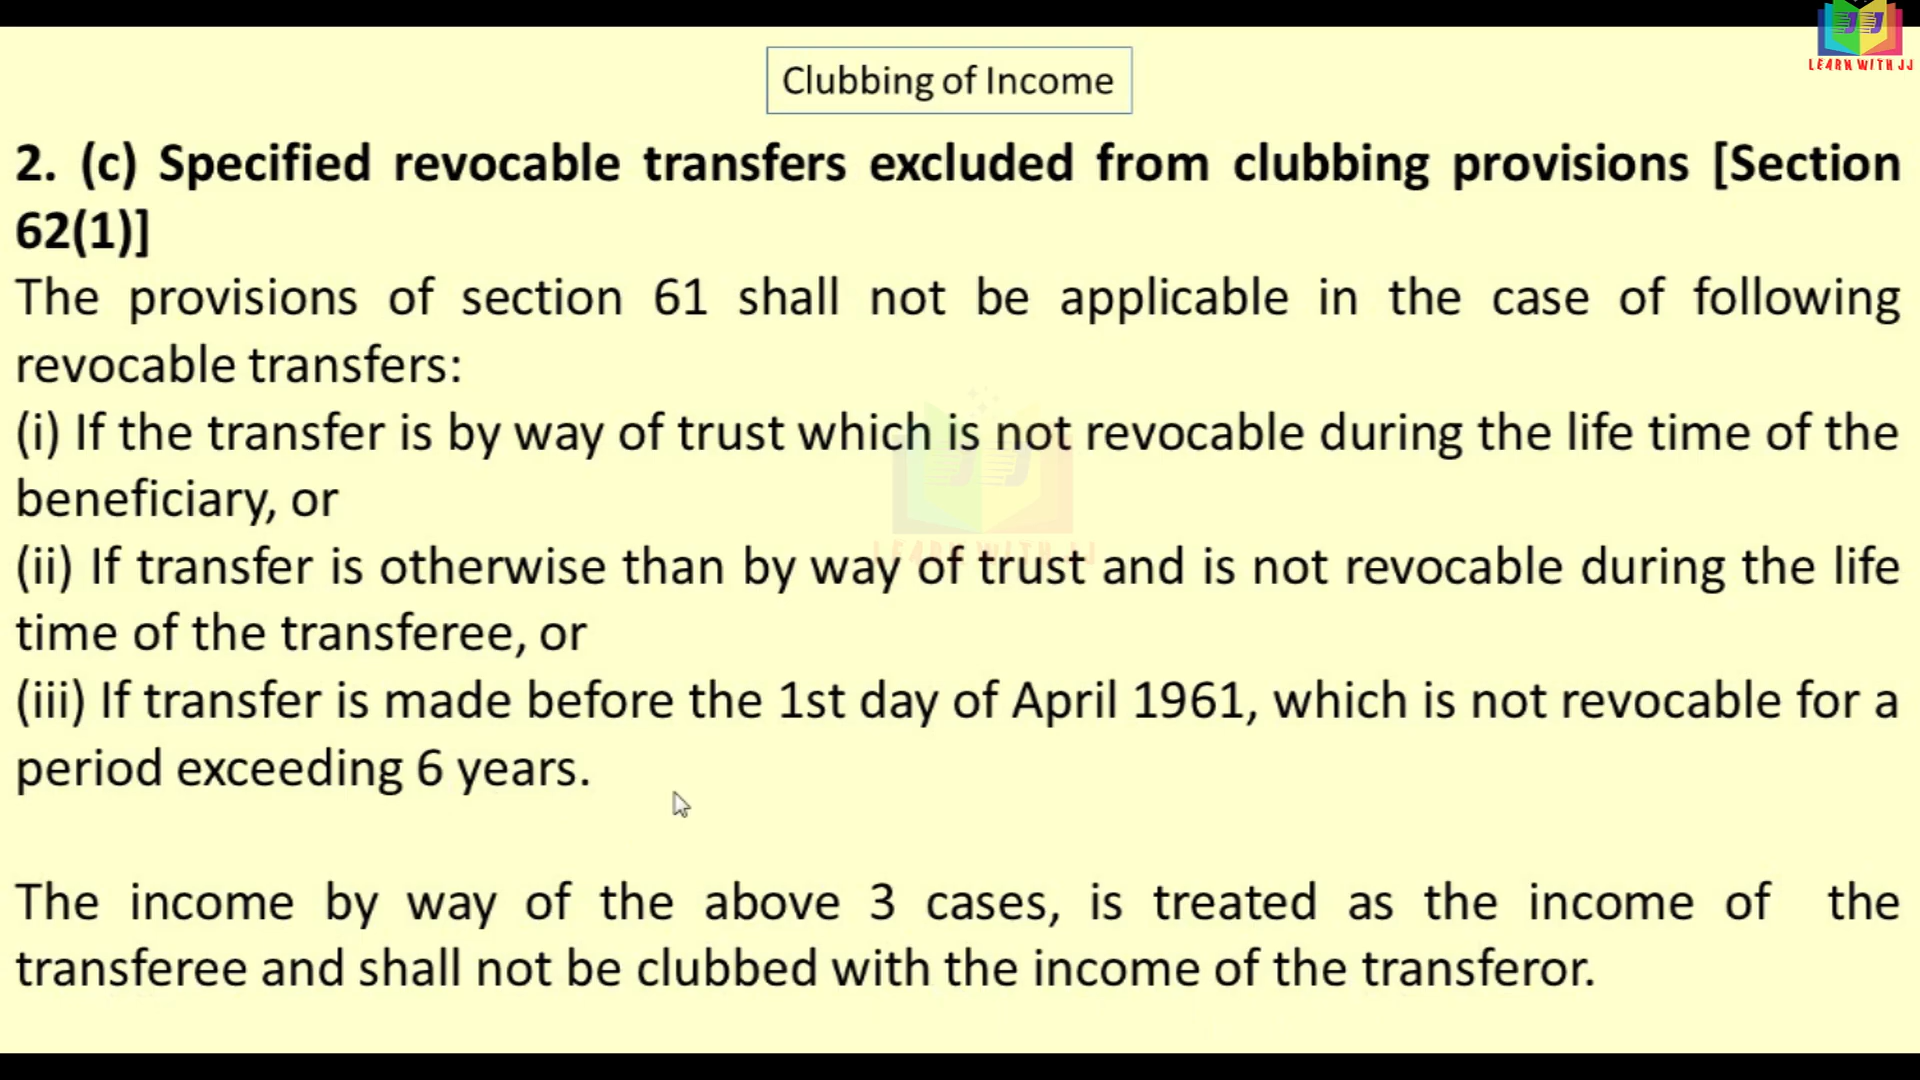 LEARN WITH JJ
Clubbing of Income
2. (c) Specified revocable transfers excluded from clubbing provisions [Section
62(1)]
The provisions of section 61 shall not be applicable in the case of following
revocable transfers:
(i) If the transfer is by way of trust which is not revocable during the life time of the
beneficiary, or
(ii) If transfer is otherwise than by way of trust and is not revocable during the life
time of the transferee, or
(iii) If transfer is made before the 1st day of April 1961, which is not revocable for a
period exceeding 6 years.
The income by way of the above 3 cases, is treated as the income of the
transferee and shall not be clubbed with the income of the transferor.
LEARN WITH JJ